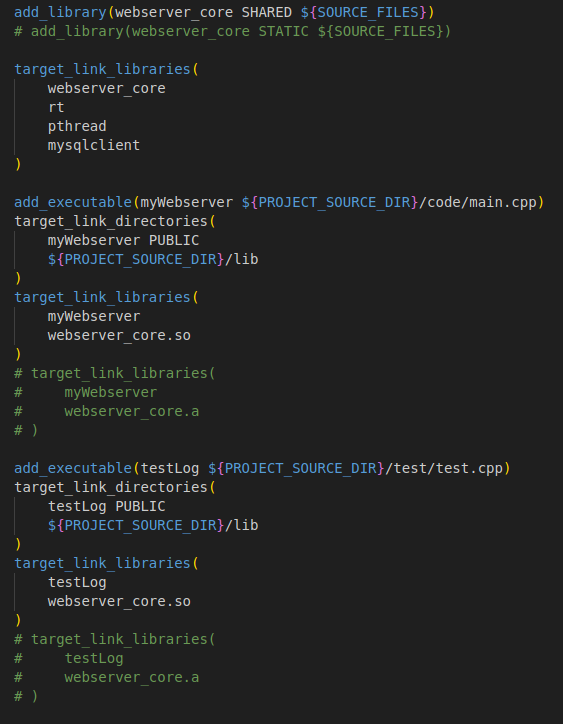 add_library(webserver_core SHARED ${SOURCE_FILES})
# add_library(webserver_core STATIC ${SOURCE_FILES})

target_link_libraries(
    webserver_core
    rt
    pthread
    mysqlclient
)

add_executable(myWebserver ${PROJECT_SOURCE_DIR}/code/main.cpp)
target_link_directories(
    myWebserver PUBLIC
    ${PROJECT_SOURCE_DIR}/lib
)
target_link_libraries(
    myWebserver
    webserver_core.so
)
# target_link_libraries(
#     myWebserver
#     webserver_core.a
# )

add_executable(testLog ${PROJECT_SOURCE_DIR}/test/test.cpp)
target_link_directories(
    testLog PUBLIC
    ${PROJECT_SOURCE_DIR}/lib
)
target_link_libraries(
    testLog
    webserver_core.so
)
# target_link_libraries(
#     testLog
#     webserver_core.a
# )